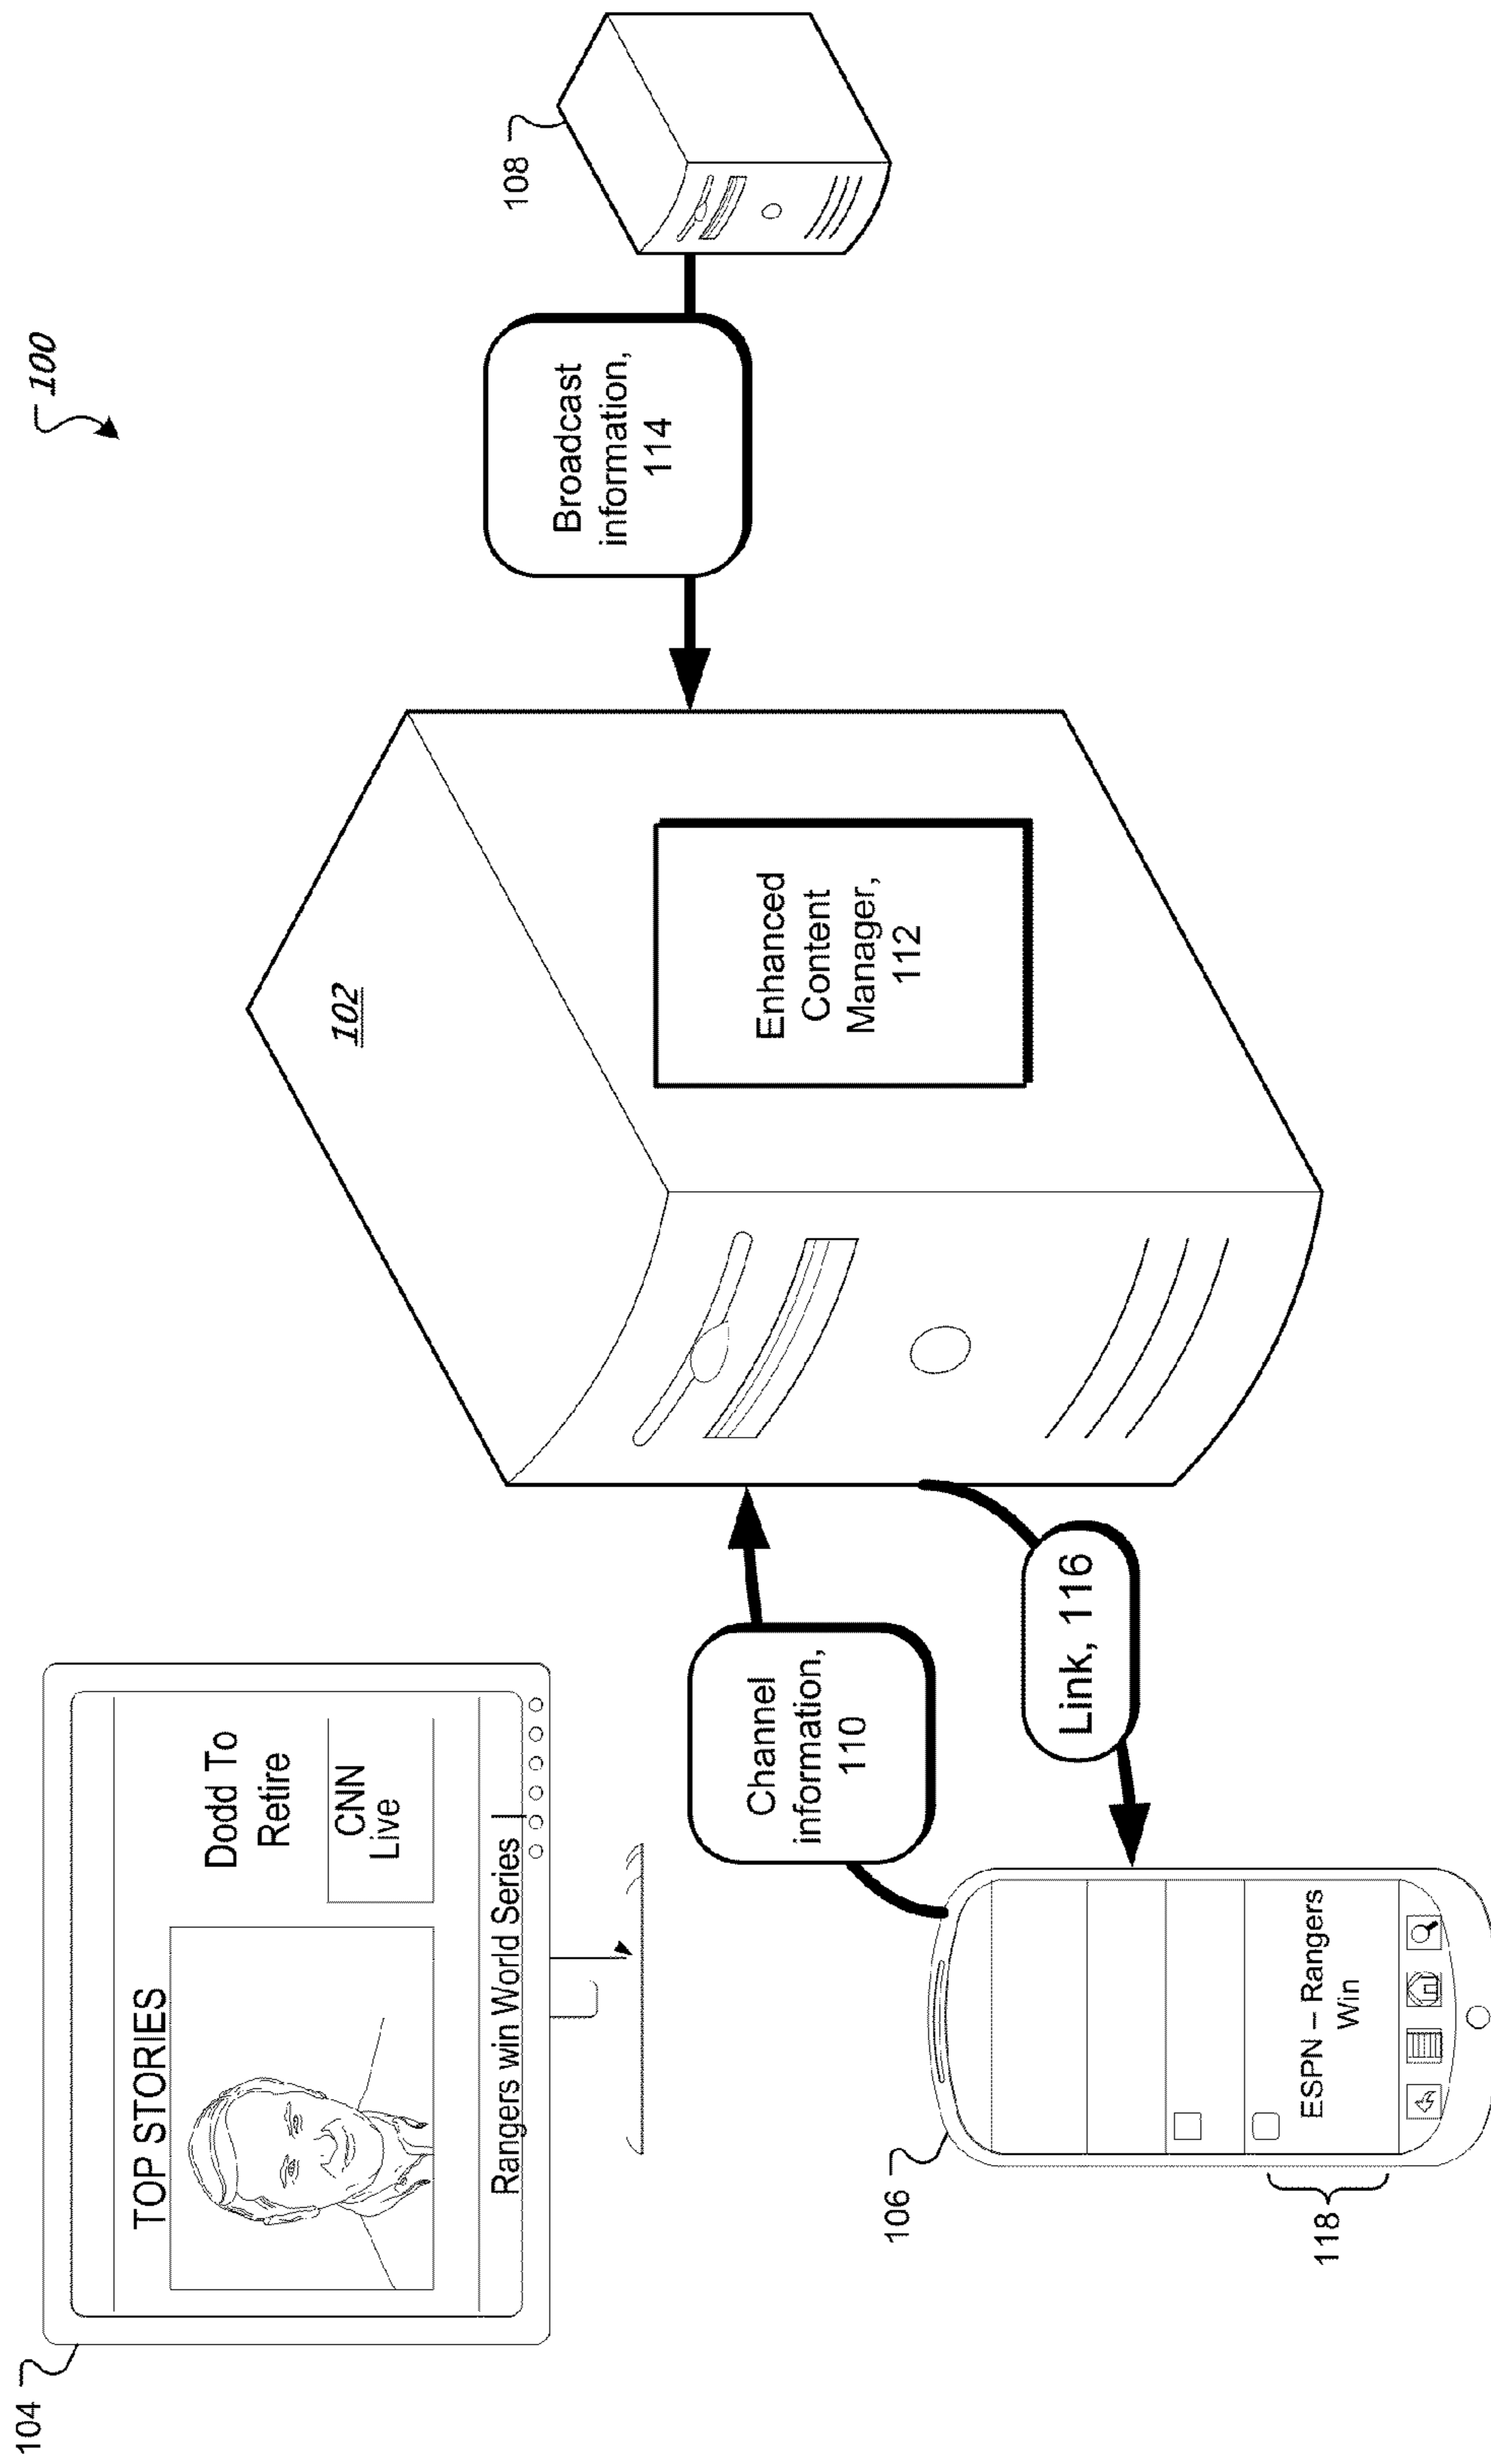 100
104
TOP STORIES
Dodd To
Retire
CNN
Live
Rangers win World Series
102
108
Broadcast
information,
114
Enhanced
Content
Manager,
112
Channel
information,
110
Link, 116
106
118
ESPN – Rangers
Win